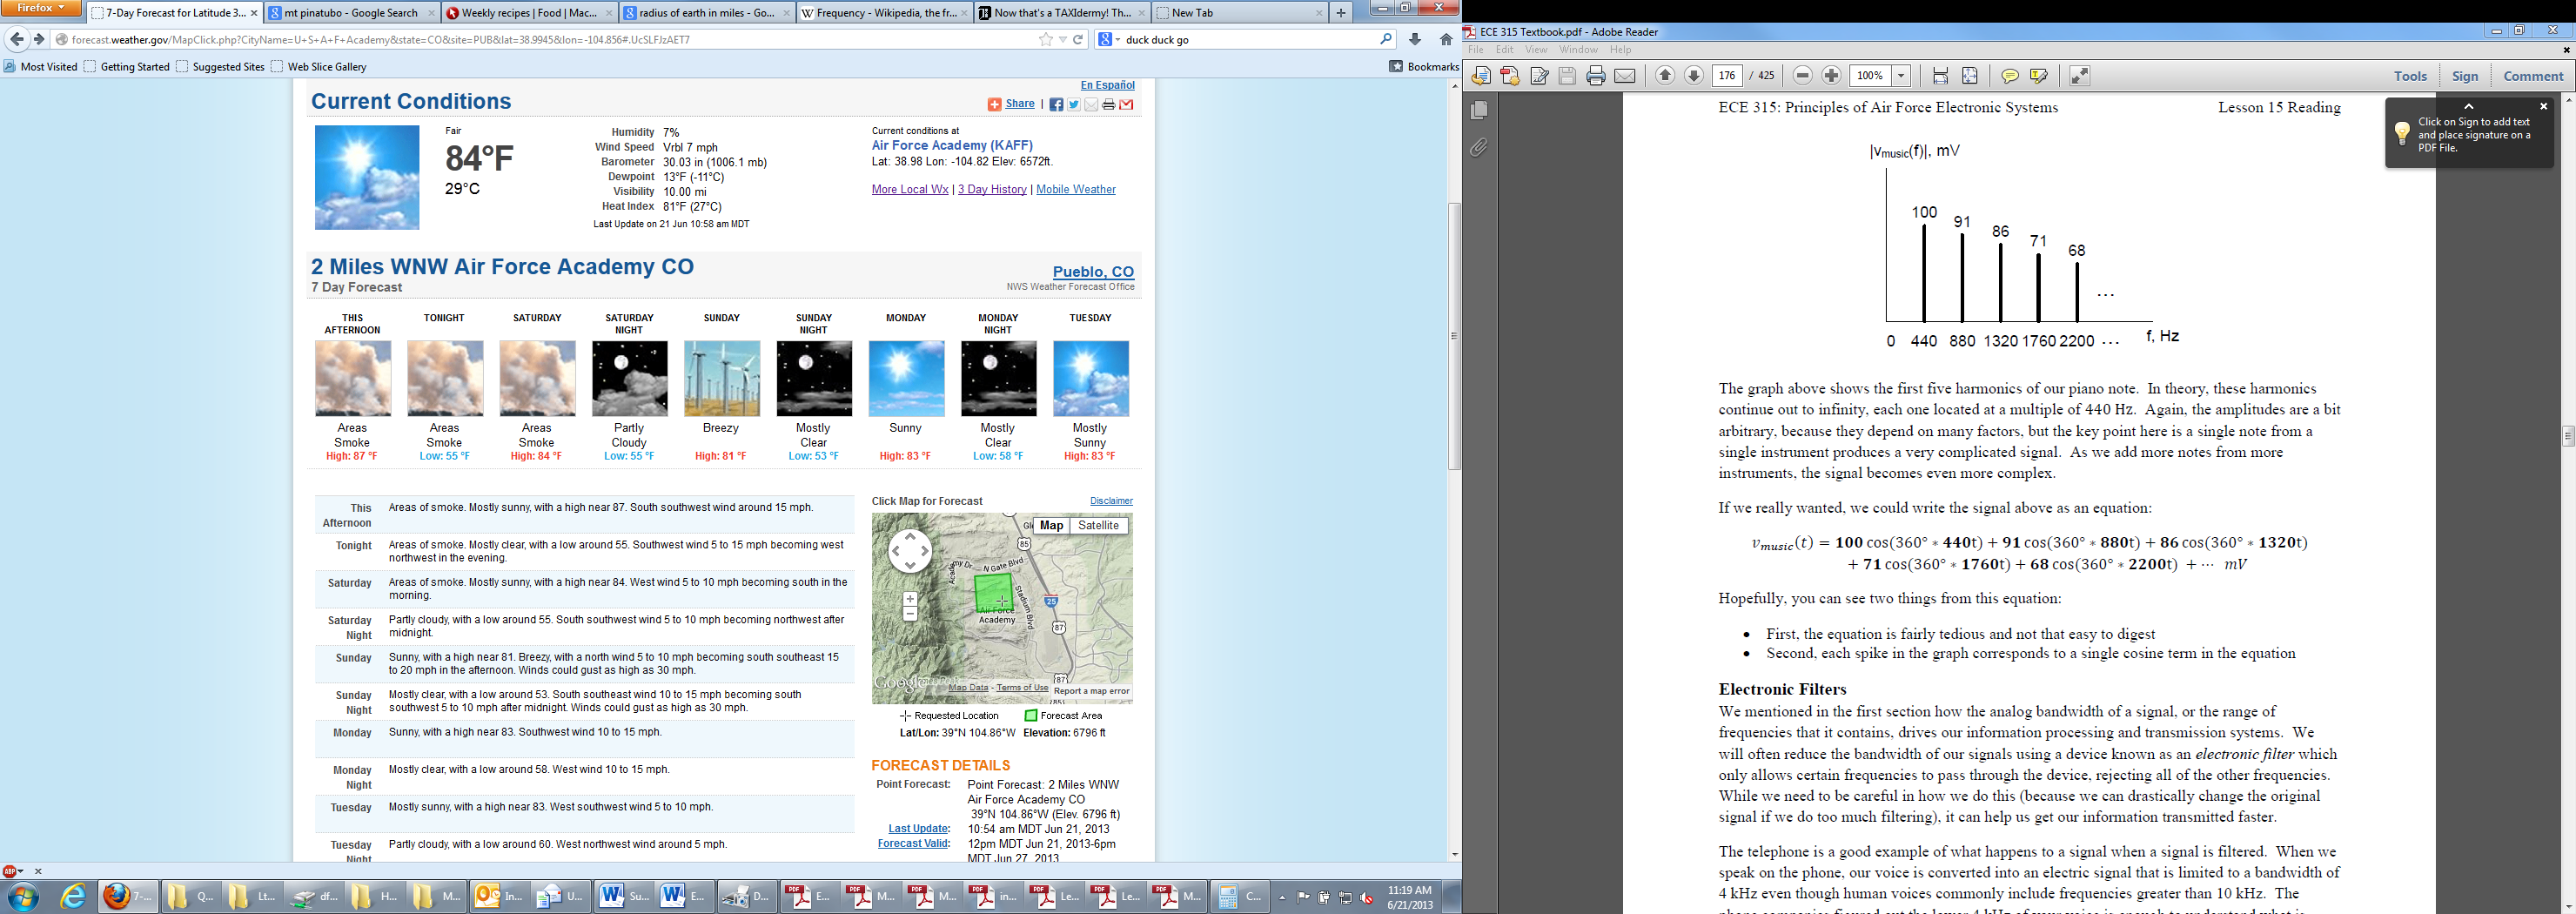 Firefox
7-Day Forecast for Latitude 3...
mt pinatubo - Google Search
Weekly recipes | Food | Mac...
radius of earth in miles - Go...
Frequency - Wikipedia, the fr...
Now that's a TAXIdermy! Th...
New Tab
forecast.weather.gov/MapClick.php?CityName=U+S+A+F+Academy&state=CO&site=PUB&lat=38.9945&lon=-104.856#.UcSLFJzAET7
duck duck go
Most Visited
Getting Started
Suggested Sites
Web Slice Gallery
Bookmarks
En Español
Current Conditions
Share |
Fair
84°F
29°C
Humidity 7%
Wind Speed Vrbl 7 mph
Barometer 30.03 in (1006.1 mb)
Dewpoint 13°F (-11°C)
Visibility 10.00 mi
Heat Index 81°F (27°C)
Last Update on 21 Jun 10:58 am MDT
Current conditions at
Air Force Academy (KAFF)
Lat: 38.98 Lon: -104.82 Elev: 6572ft.
More Local Wx | 3 Day History | Mobile Weather
2 Miles WNW Air Force Academy CO
7 Day Forecast
Pueblo, CO
NWS Weather Forecast Office
THIS AFTERNOON
TONIGHT
SATURDAY
SATURDAY NIGHT
SUNDAY
SUNDAY NIGHT
MONDAY
MONDAY NIGHT
TUESDAY
Areas Smoke High: 87 °F
Areas Smoke Low: 55 °F
Areas Smoke High: 84 °F
Partly Cloudy Low: 55 °F
Breezy High: 81 °F
Mostly Clear Low: 53 °F
Sunny High: 83 °F
Mostly Clear Low: 58 °F
Mostly Sunny High: 83 °F
This Afternoon
Areas of smoke. Mostly sunny, with a high near 87. South southwest wind around 15 mph.
Tonight
Areas of smoke. Mostly clear, with a low around 55. Southwest wind 5 to 15 mph becoming west
northwest in the evening.
Saturday
Areas of smoke. Mostly sunny, with a high near 84. West wind 5 to 10 mph becoming south in the
morning.
Saturday Night
Partly cloudy, with a low around 55. South southwest wind 5 to 10 mph becoming northwest after
midnight.
Sunday
Sunny, with a high near 81. Breezy, with a north wind 5 to 10 mph becoming south southeast 15
to 20 mph in the afternoon. Winds could gust as high as 30 mph.
Sunday Night
Mostly clear, with a low around 53. South southeast wind 10 to 15 mph becoming south
southwest 5 to 10 mph after midnight. Winds could gust as high as 30 mph.
Monday
Sunny, with a high near 83. Southwest wind 10 to 15 mph.
Monday Night
Mostly clear, with a low around 58. West wind 10 to 15 mph.
Tuesday
Mostly sunny, with a high near 83. West southwest wind 5 to 10 mph.
Tuesday Night
Partly cloudy, with a low around 60. West northwest wind around 5 mph.
Click Map for Forecast
Disclaimer
Map
Satellite
85
N Gate Blvd
Stadium Blvd
25
Air Force
Academy
87
87
Google
Map Data - Terms of Use
Report a map error
Requested Location
Forecast Area
Lat/Lon: 39°N 104.86°W Elevation: 6796 ft
FORECAST DETAILS
Point Forecast: Point Forecast: 2 Miles WNW
Air Force Academy CO
39°N 104.86°W (Elev. 6796 ft)
Last Update: 10:54 am MDT Jun 21, 2013
Forecast Valid: 12pm MDT Jun 21, 2013-6pm
MDT Jun 27, 2013
ABP
7-...
Q...
Lt...
df...
H...
M...
In...
U...
Su...
E...
D...
E...
M...
M...
in...
Le...
Le...
M...
C...
11:19 AM
6/21/2013
ECE 315 Textbook.pdf - Adobe Reader
File Edit View Window Help
176 / 425
100%
Tools
Sign
Comment
Click on Sign to add text
and place signature on a
PDF File.
ECE 315: Principles of Air Force Electronic Systems
Lesson 15 Reading
|vmusic(f)|, mV
100
91
86
71
68
...
0 440 880 1320 1760 2200 ...
f, Hz
The graph above shows the first five harmonics of our piano note. In theory, these harmonics
continue out to infinity, each one located at a multiple of 440 Hz. Again, the amplitudes are a bit
arbitrary, because they depend on many factors, but the key point here is a single note from a
single instrument produces a very complicated signal. As we add more notes from more
instruments, the signal becomes even more complex.
If we really wanted, we could write the signal above as an equation:
vmusic(t) = 100 cos(360° * 440t) + 91 cos(360° * 880t) + 86 cos(360° * 1320t)
+ 71 cos(360° * 1760t) + 68 cos(360° * 2200t) + ⋯ mV
Hopefully, you can see two things from this equation:
• First, the equation is fairly tedious and not that easy to digest
• Second, each spike in the graph corresponds to a single cosine term in the equation
Electronic Filters
We mentioned in the first section how the analog bandwidth of a signal, or the range of
frequencies that it contains, drives our information processing and transmission systems. We
will often reduce the bandwidth of our signals using a device known as an electronic filter which
only allows certain frequencies to pass through the device, rejecting all of the other frequencies.
While we need to be careful in how we do this (because we can drastically change the original
signal if we do too much filtering), it can help us get our information transmitted faster.
The telephone is a good example of what happens to a signal when a signal is filtered. When we
speak on the phone, our voice is converted into an electric signal that is limited to a bandwidth of
4 kHz even though human voices commonly include frequencies greater than 10 kHz. The